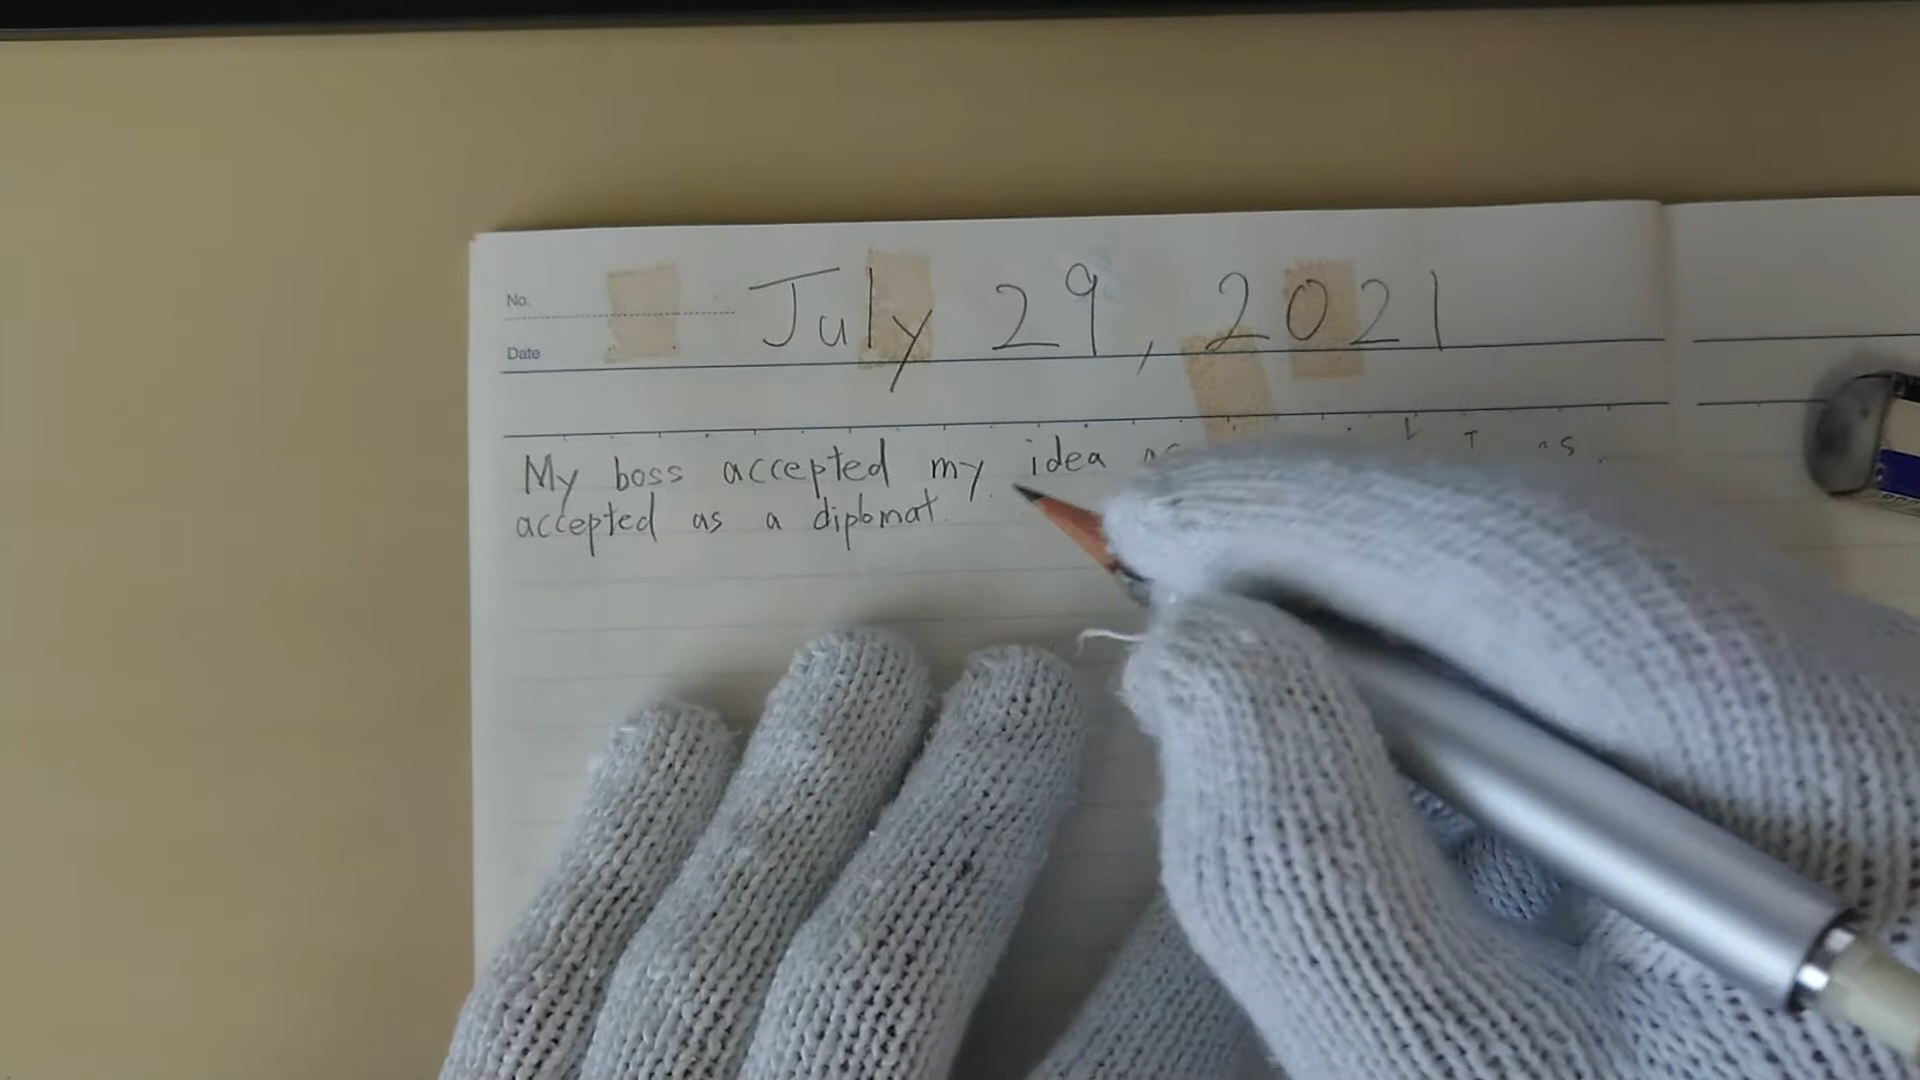 No.
July 29, 2021
Date
My boss accepted my idea
accepted as a diplomat.